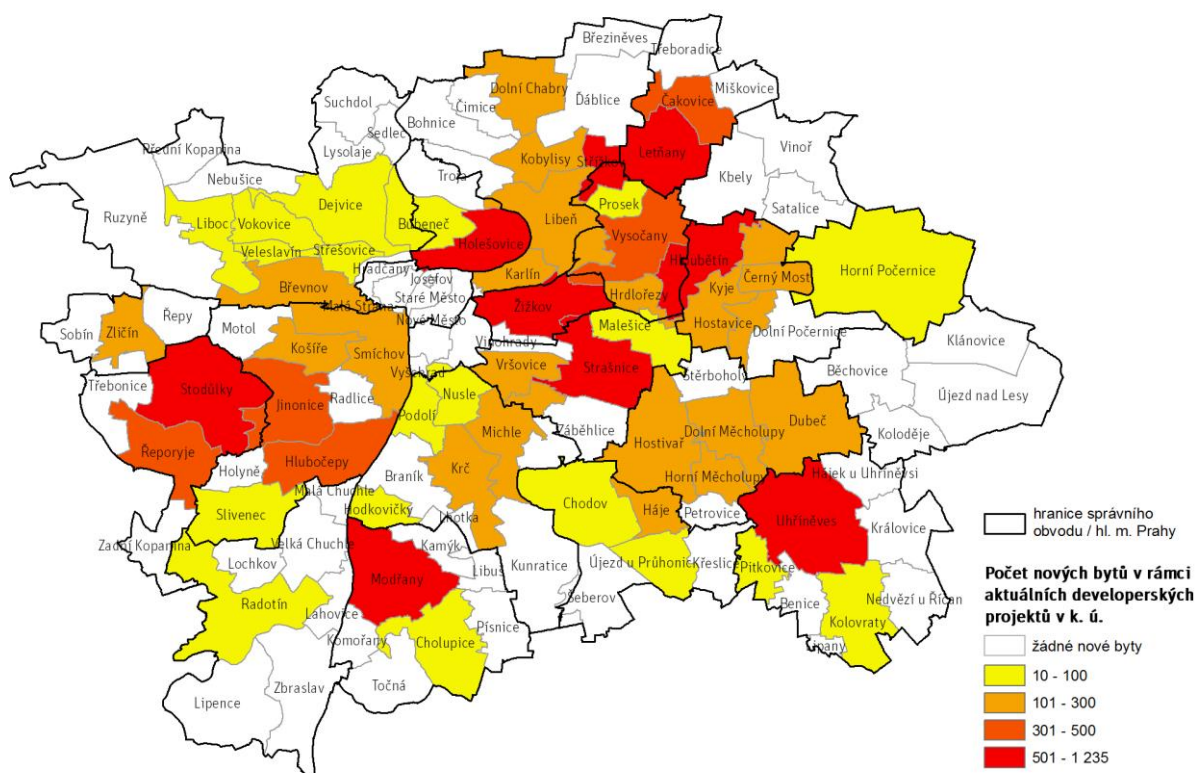 Březiněves
Třeboradice
Dolní Chabry
Miškovice
Suchdol
Čimice
Ďáblice
Čakovice
Bohnice
Sedlec
Přední Kopanina
Lysolaje
Kobylisy
Střížkov
Letňany
Vinoř
Nebušice
Troja
Kbely
Ruzyně
Dejvice
Prosek
Satalice
Liboc
Vokovice
Bubeneč
Libeň
Vysočany
Holešovice
Hloubětín
Veleslavín
Střešovice
Horní Počernice
Hradčany
Josefov
Karlín
Kyje
Černý Most
Břevnov
Staré Město
Hrdlořezy
Malá Strana
Žižkov
Nové Město
Malešice
Hostavice
Dolní Počernice
Sobín
Zličín
Řepy
Motol
Košíře
Smíchov
Vinohrady
Klánovice
Vyšehrad
Vršovice
Strašnice
Štěrboholy
Běchovice
Třebonice
Stodůlky
Jinonice
Radlice
Nusle
Podolí
Újezd nad Lesy
Michle
Záběhlice
Dolní Měcholupy
Dubeč
Koloděje
Hostivař
Řeporyje
Hlubočepy
Holyně
Krč
Braník
Horní Měcholupy
Hájek u Uhříněvsi
Malá Chuchle
Hodkovičky
Lhotka
Chodov
Háje
Petrovice
Uhříněves
Slivenec
Královice
Zadní Kopanina
Velká Chuchle
Kamýk
Lochkov
Modřany
Libuš
Kunratice
Újezd u Průhonic
Křeslice
Pitkovice
Radotín
Lahovice
Šeberov
Benice
Nedvězí u Říčan
Písnice
Kolovraty
Komořany
Cholupice
Lipany
Točná
Zbraslav
Lipence
hranice správního
obvodu / hl. m. Prahy
Počet nových bytů v rámci
aktuálních developerských
projektů v k. ú.
žádné nové byty
10 - 100
101 - 300
301 - 500
501 - 1 235